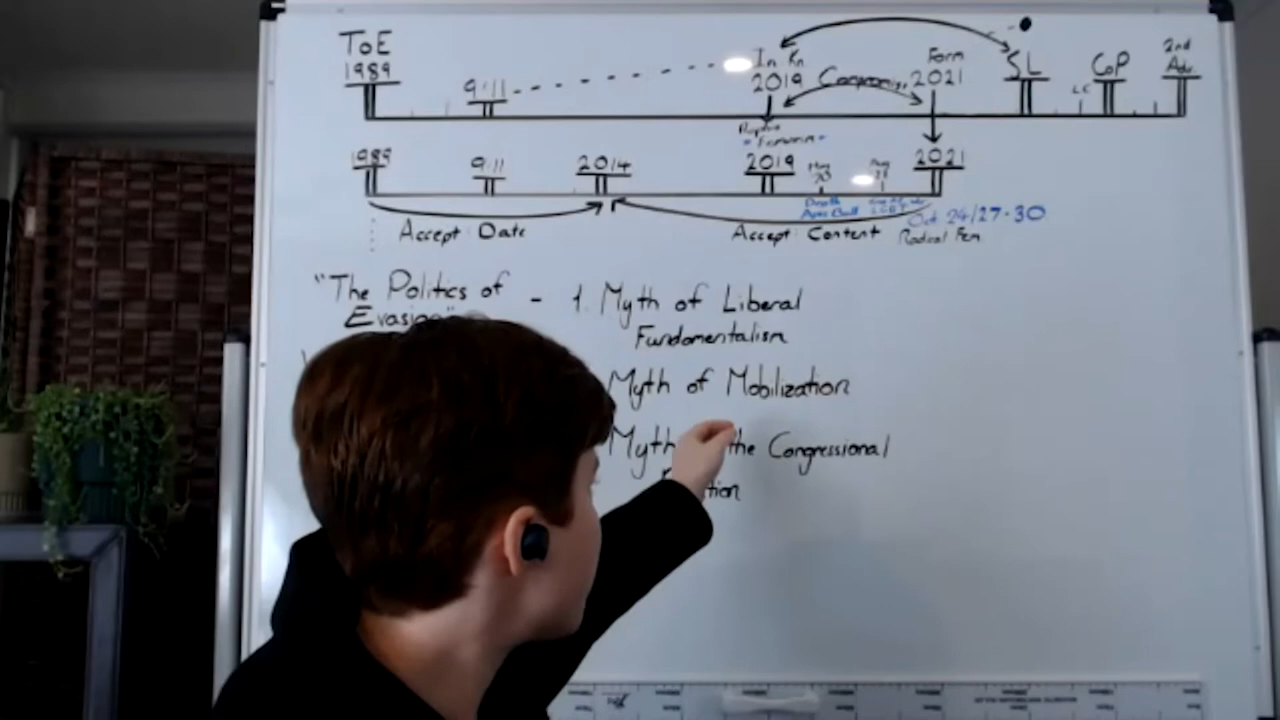 ToE
1989
9:11
In Kn
2019
Compromise
Form
2021
SL
LC
CoP
2nd
Adv.
1989
9:11
2014
2019
2021
Accept Date
Accept Content
Oct 24/27-30
Radical Fem
"The Politics of
Evasion"
- 1. Myth of Liberal
Fundamentalism
Myth of Mobilization
Myth the Congressional